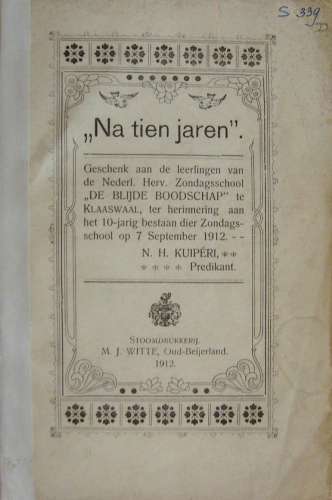 S 339
D
„Na tien jaren”.
Geschenk aan de leerlingen van
de Nederl. Herv. Zondagsschool
„DE BLIJDE BOODSCHAP” te
KLAASWAAL, ter herinnering aan
het 10-jarig bestaan dier Zondags-
school op 7 September 1912. - -
N. H. KUIPÉRI, **
* * * * Predikant.
STOOMDRUKKERIJ
M. J. WITTE, Oud-Beijerland.
1912.